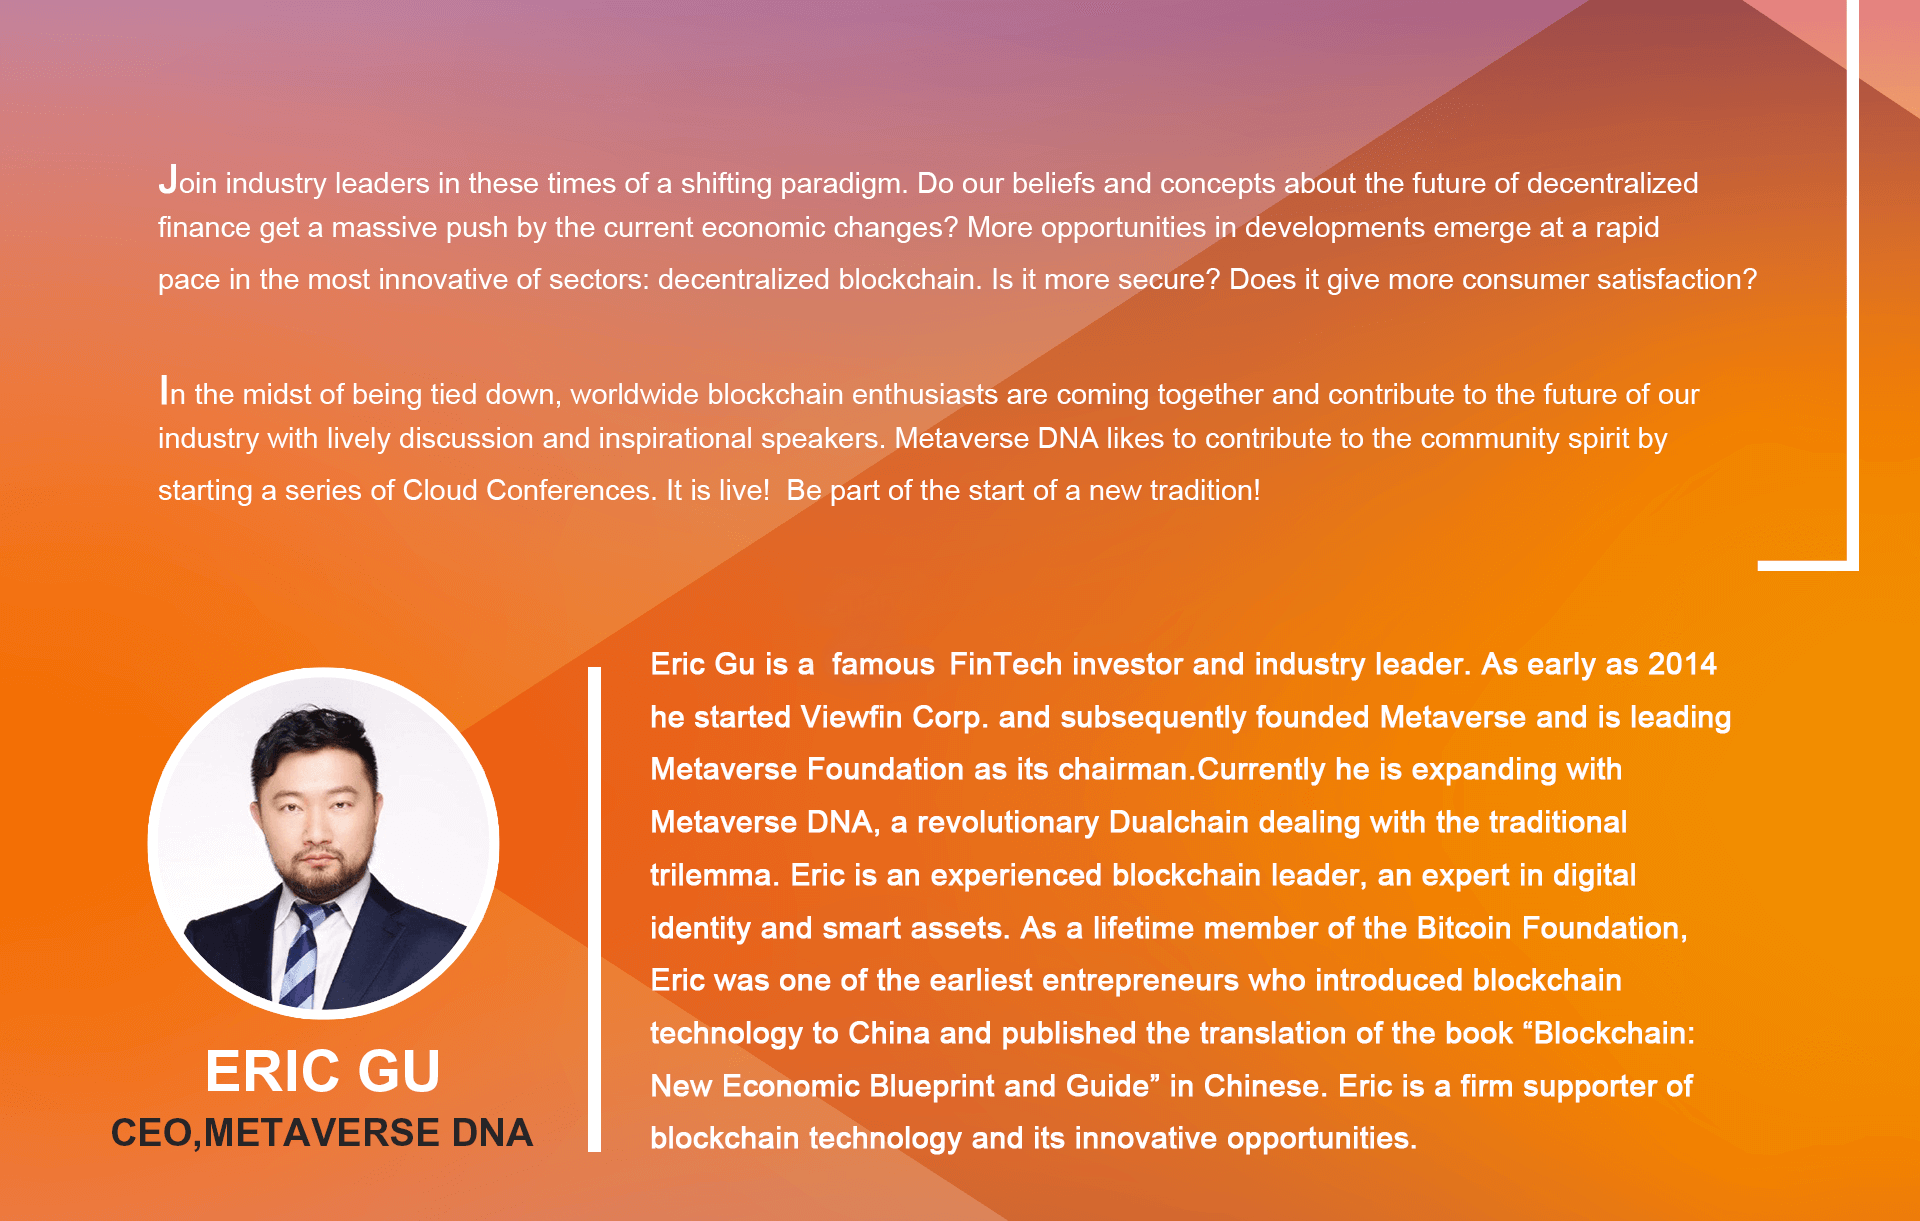 Join industry leaders in these times of a shifting paradigm. Do our beliefs and concepts about the future of decentralized
finance get a massive push by the current economic changes? More opportunities in developments emerge at a rapid
pace in the most innovative of sectors: decentralized blockchain. Is it more secure? Does it give more consumer satisfaction?
In the midst of being tied down, worldwide blockchain enthusiasts are coming together and contribute to the future of our
industry with lively discussion and inspirational speakers. Metaverse DNA likes to contribute to the community spirit by
starting a series of Cloud Conferences. It is live!  Be part of the start of a new tradition!
ERIC GU
CEO,METAVERSE DNA
Eric Gu is a  famous  FinTech investor and industry leader. As early as 2014
he started Viewfin Corp. and subsequently founded Metaverse and is leading
Metaverse Foundation as its chairman.Currently he is expanding with
Metaverse DNA, a revolutionary Dualchain dealing with the traditional
trilemma. Eric is an experienced blockchain leader, an expert in digital
identity and smart assets. As a lifetime member of the Bitcoin Foundation,
Eric was one of the earliest entrepreneurs who introduced blockchain
technology to China and published the translation of the book “Blockchain:
New Economic Blueprint and Guide” in Chinese. Eric is a firm supporter of
blockchain technology and its innovative opportunities.